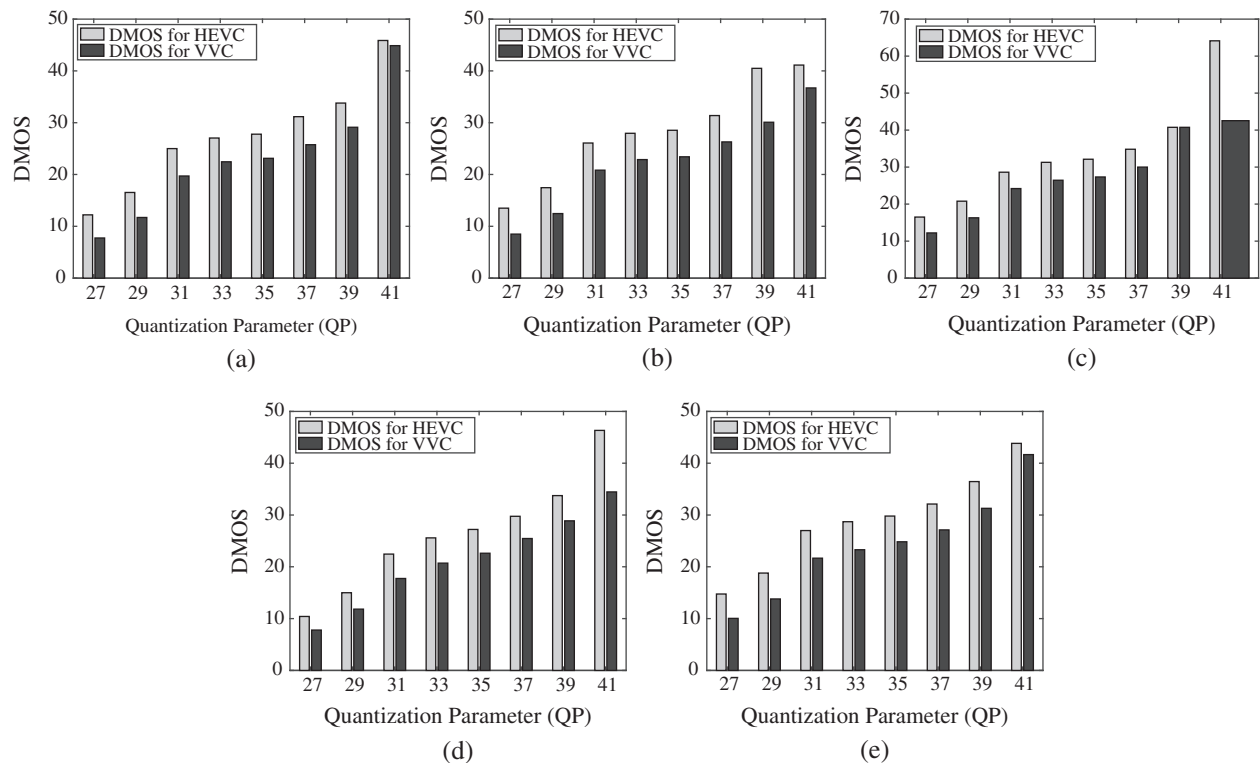 50
40
30
20
10
0
DMOS
DMOS for HEVC
DMOS for VVC
27 29 31 33 35 37 39 41
Quantization Parameter (QP)
(a)
50
40
30
20
10
0
DMOS
DMOS for HEVC
DMOS for VVC
27 29 31 33 35 37 39 41
Quantization Parameter (QP)
(b)
70
60
50
40
30
20
10
0
DMOS
DMOS for HEVC
DMOS for VVC
27 29 31 33 35 37 39 41
Quantization Parameter (QP)
(c)
50
40
30
20
10
0
DMOS
DMOS for HEVC
DMOS for VVC
27 29 31 33 35 37 39 41
Quantization Parameter (QP)
(d)
50
40
30
20
10
0
DMOS
DMOS for HEVC
DMOS for VVC
27 29 31 33 35 37 39 41
Quantization Parameter (QP)
(e)